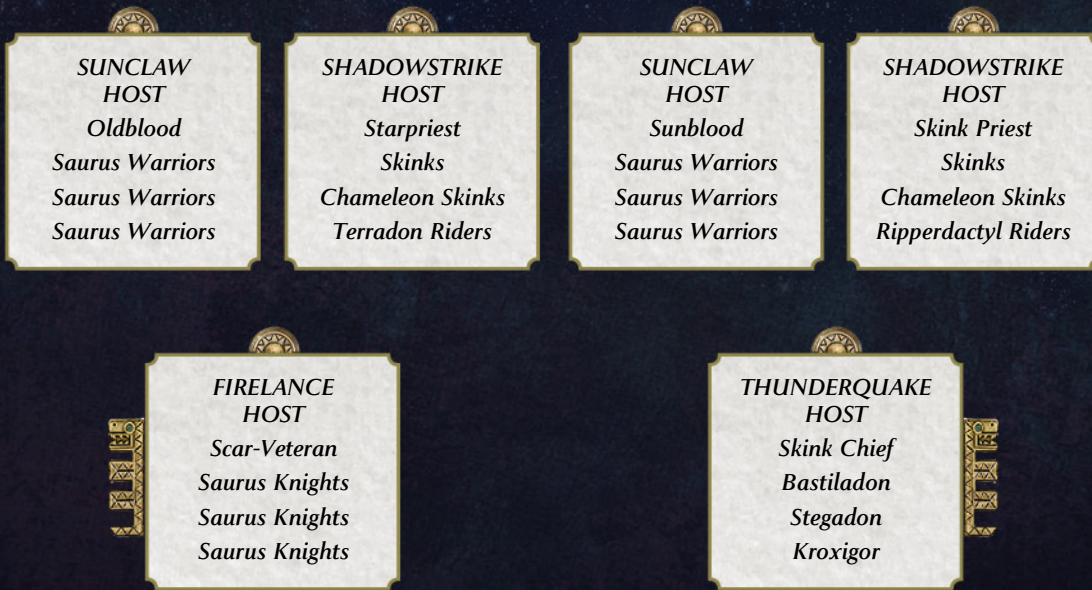 SUNCLAW
HOST
Oldblood
Saurus Warriors
Saurus Warriors
Saurus Warriors
SHADOWSTRIKE
HOST
Starpriest
Skinks
Chameleon Skinks
Terradon Riders
SUNCLAW
HOST
Sunblood
Saurus Warriors
Saurus Warriors
Saurus Warriors
SHADOWSTRIKE
HOST
Skink Priest
Skinks
Chameleon Skinks
Ripperdactyl Riders
FIRELANCE
HOST
Scar-Veteran
Saurus Knights
Saurus Knights
Saurus Knights
THUNDERQUAKE
HOST
Skink Chief
Bastiladon
Stegadon
Kroxigor